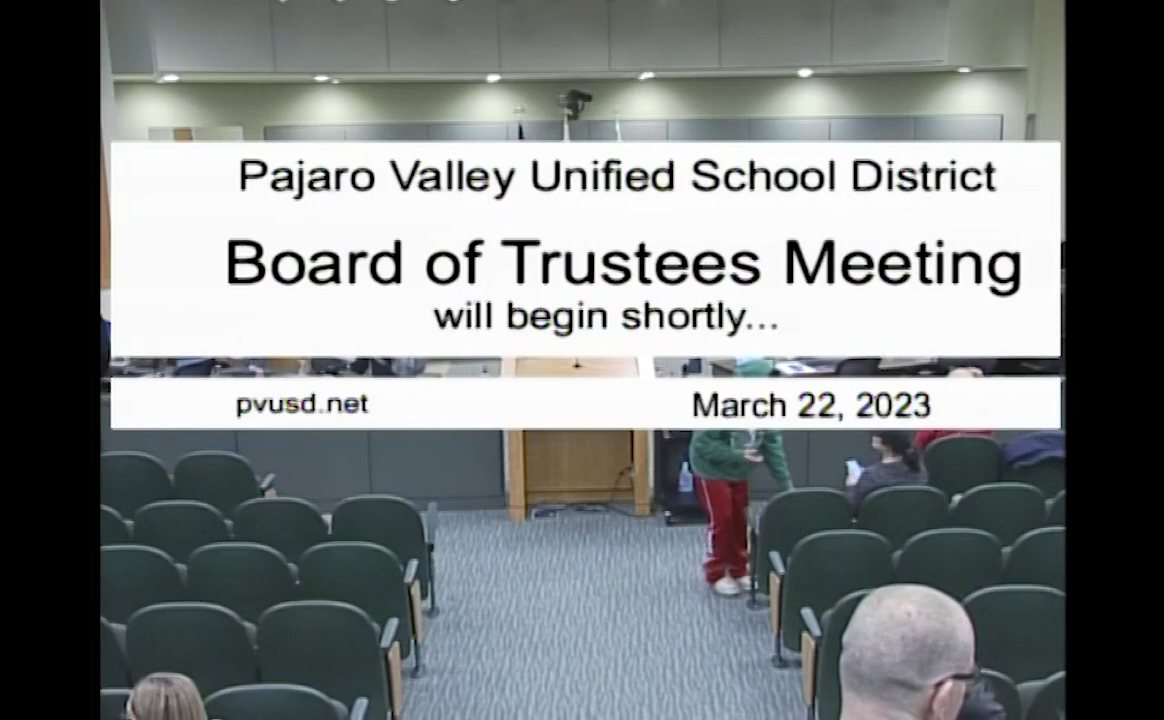 Pajaro Valley Unified School District
Board of Trustees Meeting
will begin shortly...
pvusd.net
March 22, 2023